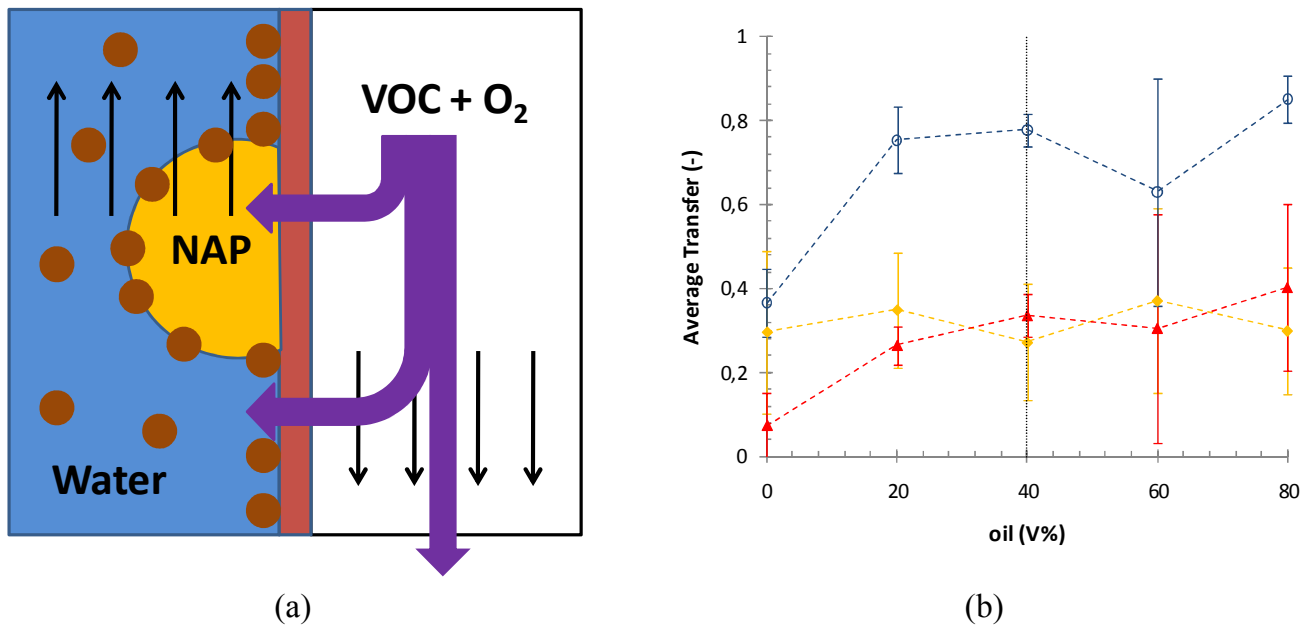 VOC + O₂
NAP
Water
(a)
Average Transfer (-)
1
0,8
0,6
0,4
0,2
0
0 20 40 60 80
oil (V%)
(b)